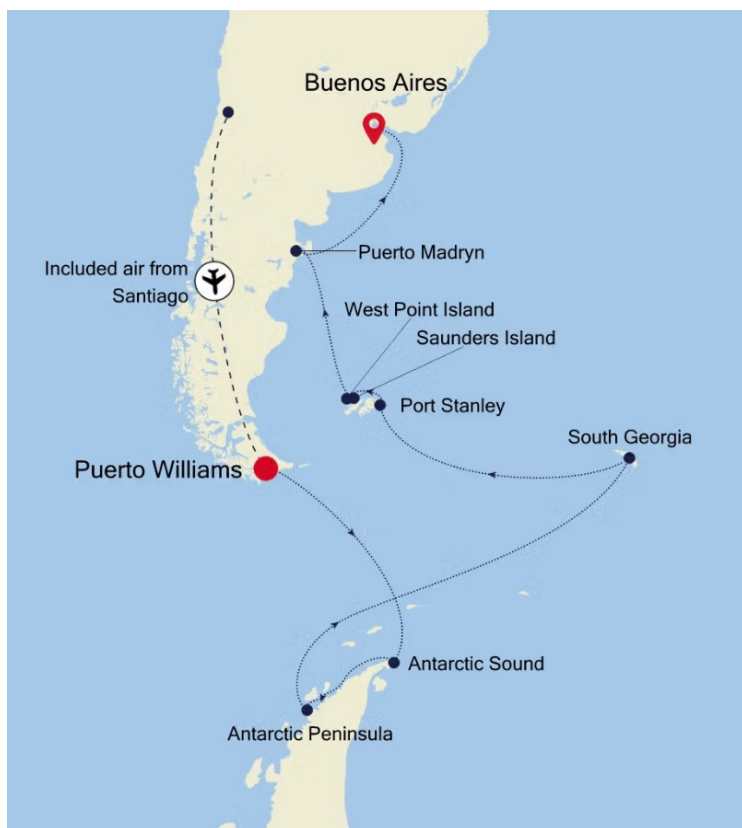 Buenos Aires
Puerto Madryn
Included air from
Santiago
West Point Island
Saunders Island
Port Stanley
South Georgia
Puerto Williams
Antarctic Sound
Antarctic Peninsula